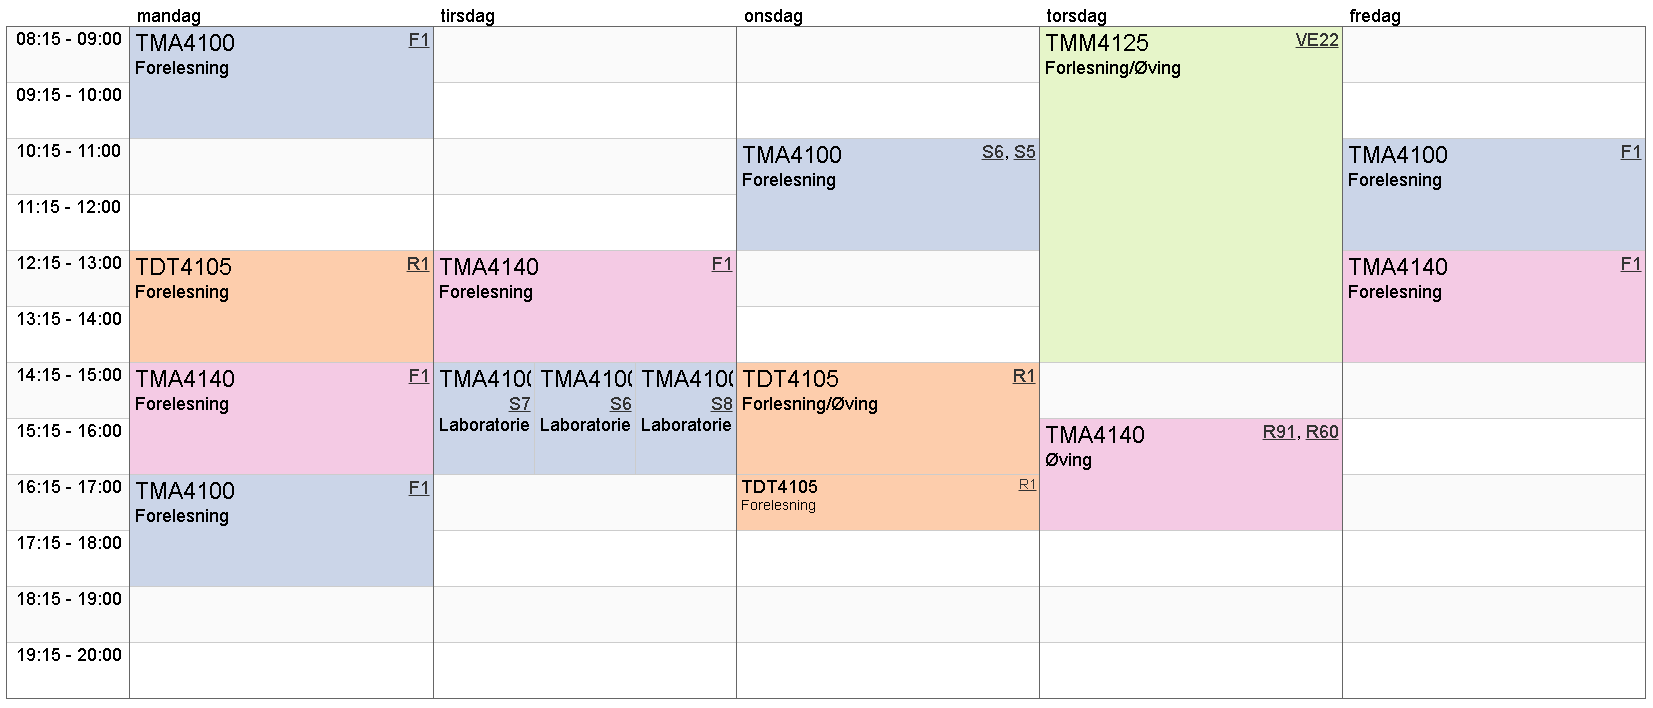 mandag tirsdag onsdag torsdag fredag
08:15 - 09:00 TMA4100 F1 TMM4125 VE22
Forelesning Forlesning/Øving
09:15 - 10:00
10:15 - 11:00 TMA4100 S6, S5 TMA4100 F1
Forelesning Forelesning
11:15 - 12:00
12:15 - 13:00 TDT4105 R1 TMA4140 F1 TMA4140 F1
Forelesning Forelesning Forelesning
13:15 - 14:00
14:15 - 15:00 TMA4140 F1 TMA410( TMA410( TMA410( TDT4105 R1
Forelesning S7 S6 S8 Forlesning/Øving
Laboratorie Laboratorie Laboratorie
15:15 - 16:00 TMA4140 R91, R60
Øving
16:15 - 17:00 TMA4100 F1 TDT4105 R1
Forelesning Forelesning
17:15 - 18:00
18:15 - 19:00
19:15 - 20:00